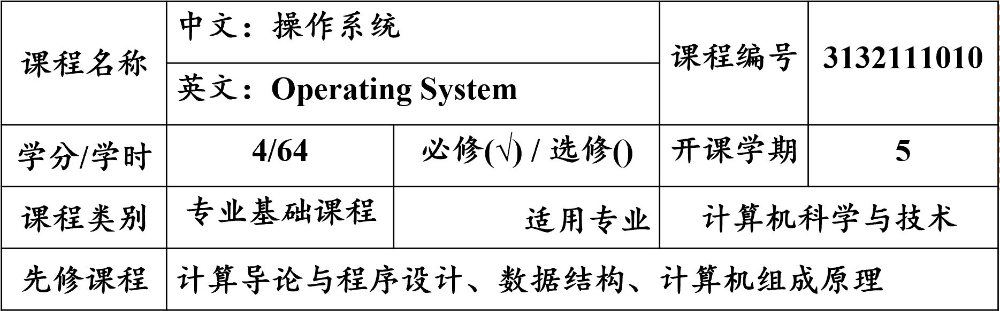 课程名称
中文：操作系统
英文：Operating System
课程编号
3132111010
学分/学时
4/64
必修(√) / 选修()
开课学期
5
课程类别
专业基础课程
适用专业
计算机科学与技术
先修课程
计算导论与程序设计、数据结构、计算机组成原理